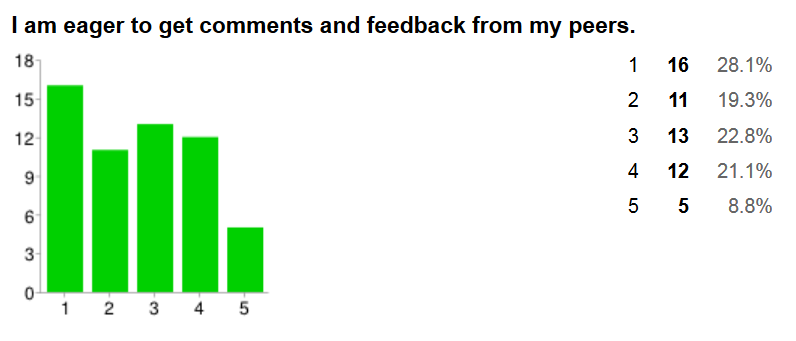 I am eager to get comments and feedback from my peers.
18
15
12
9
6
3
0
1 2 3 4 5
1 16 28.1%
2 11 19.3%
3 13 22.8%
4 12 21.1%
5 5 8.8%